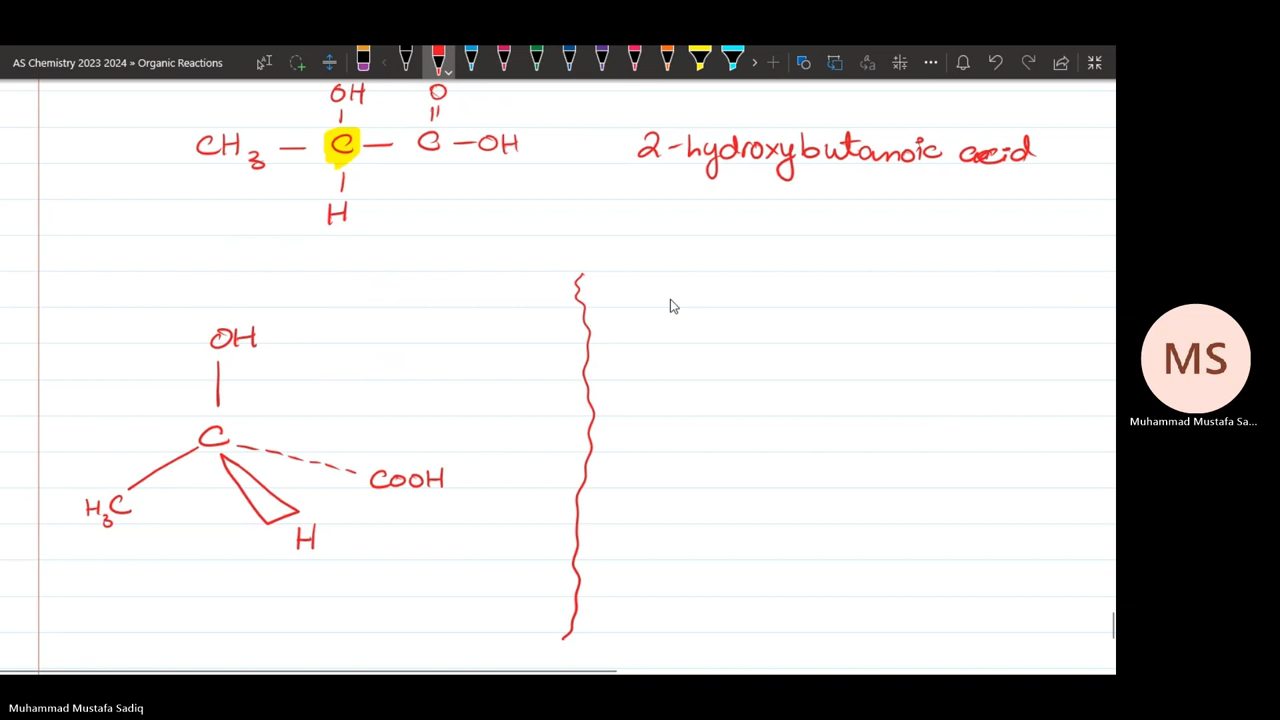 AS Chemistry 2023 2024 » Organic Reactions
OH O
CH3 — C — C — OH 2-hydroxybutanoic acid
H
OH
C
COOH
H3C
H
MS
Muhammad Mustafa Sa...
Muhammad Mustafa Sadiq